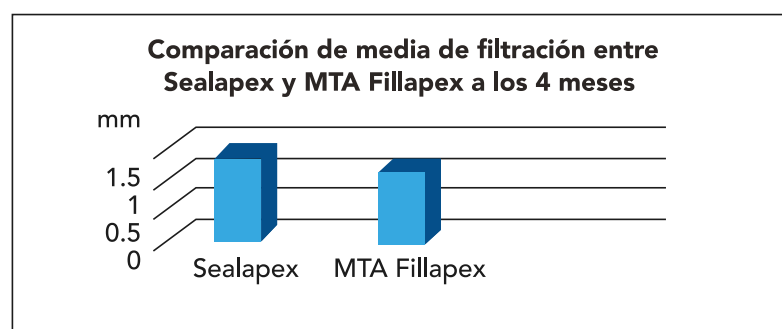 Comparación de media de filtración entre
Sealapex y MTA Fillapex a los 4 meses
mm
1.5
1
0.5
0
Sealapex MTA Fillapex